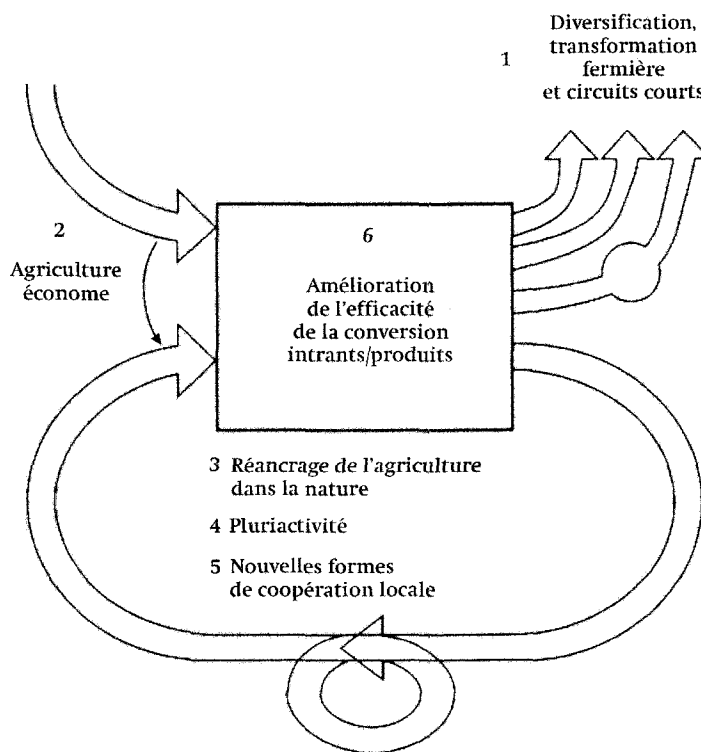 1
Diversification,
transformation
fermière
et circuits courts
2
Agriculture
économe
6
Amélioration
de l'efficacité
de la conversion
intrants/produits
3 Réancrage de l'agriculture
dans la nature
4 Pluriactivité
5 Nouvelles formes
de coopération locale